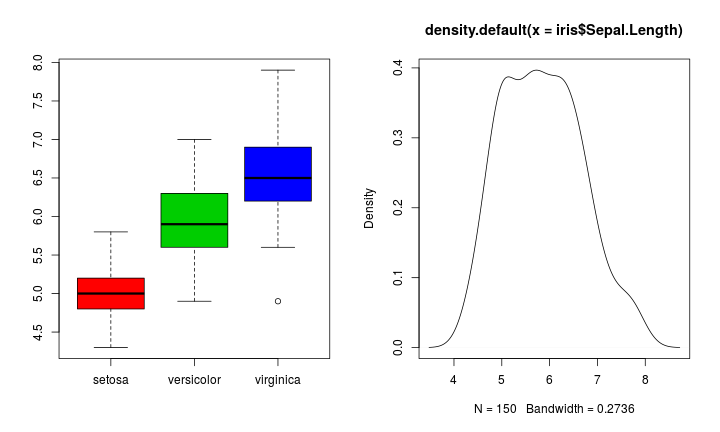 density.default(x = iris$Sepal.Length)
8.0
7.5
7.0
6.5
6.0
5.5
5.0
4.5
setosa versicolor virginica
Density
0.4
0.3
0.2
0.1
0.0
4 5 6 7 8
N = 150 Bandwidth = 0.2736